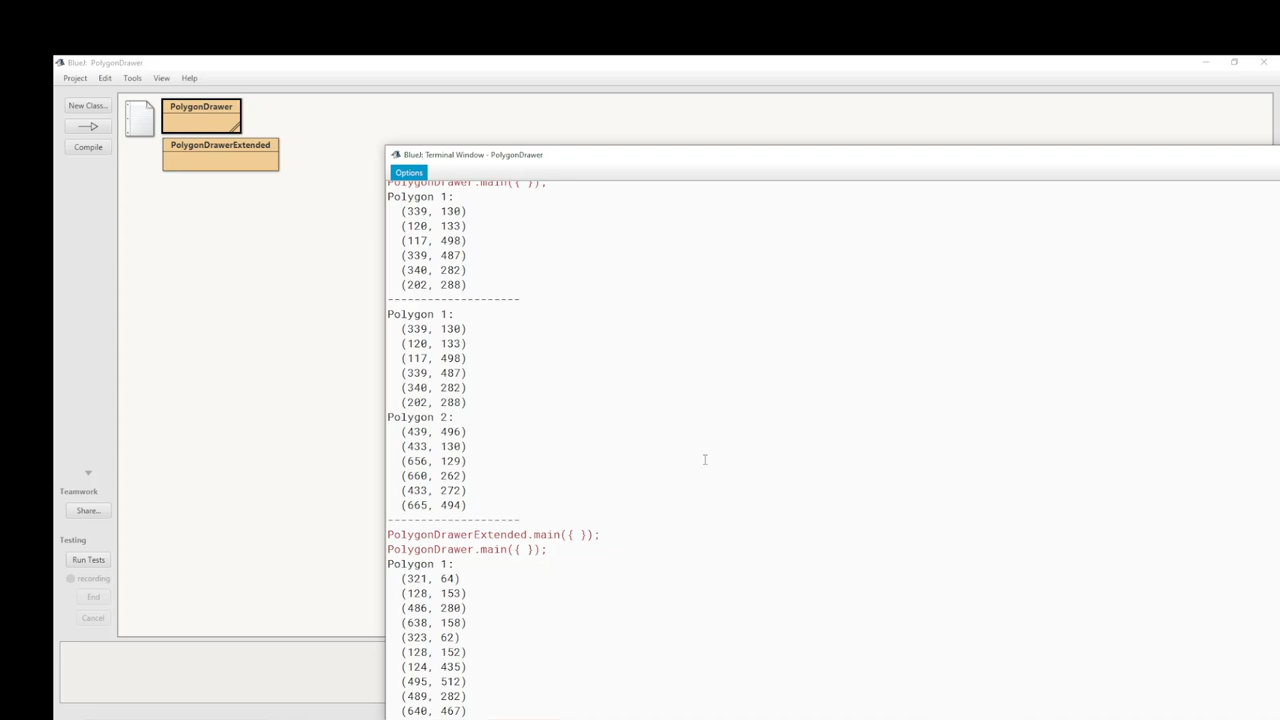 BlueJ: PolygonDrawer
Project Edit Tools View Help
New Class...
Compile
PolygonDrawer
PolygonDrawerExtended
Teamwork
Share...
Testing
Run Tests
recording
End
Cancel
BlueJ: Terminal Window - PolygonDrawer
Options
PolygonDrawer.main({ });
Polygon 1:
(339, 130)
(120, 133)
(117, 498)
(339, 487)
(340, 282)
(202, 288)
--------------------
Polygon 1:
(339, 130)
(120, 133)
(117, 498)
(339, 487)
(340, 282)
(202, 288)
Polygon 2:
(439, 496)
(433, 130)
(656, 129)
(660, 262)
(433, 272)
(665, 494)
--------------------
PolygonDrawerExtended.main({ });
PolygonDrawer.main({ });
Polygon 1:
(321, 64)
(128, 153)
(486, 280)
(638, 158)
(323, 62)
(128, 152)
(124, 435)
(495, 512)
(489, 282)
(640, 467)